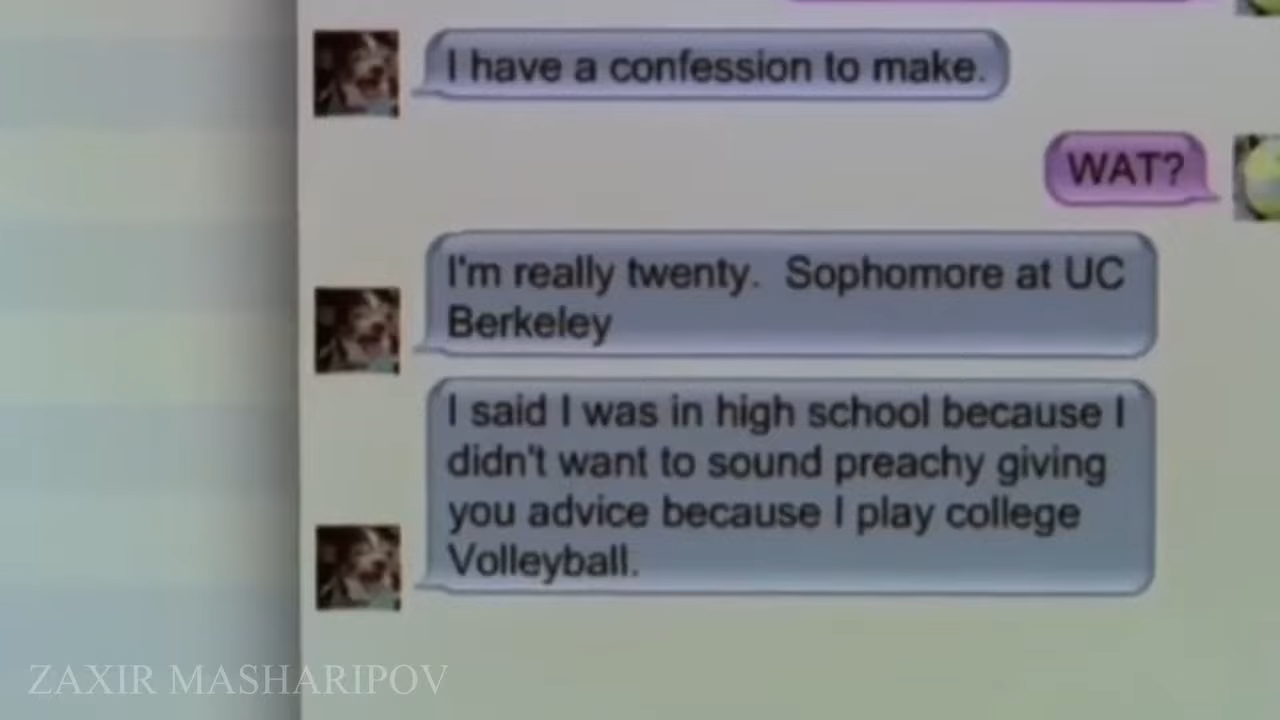 I have a confession to make.
WAT?
I'm really twenty.  Sophomore at UC
Berkeley
I said I was in high school because I
didn't want to sound preachy giving
you advice because I play college
Volleyball.
ZAXIR MASHARIPOV